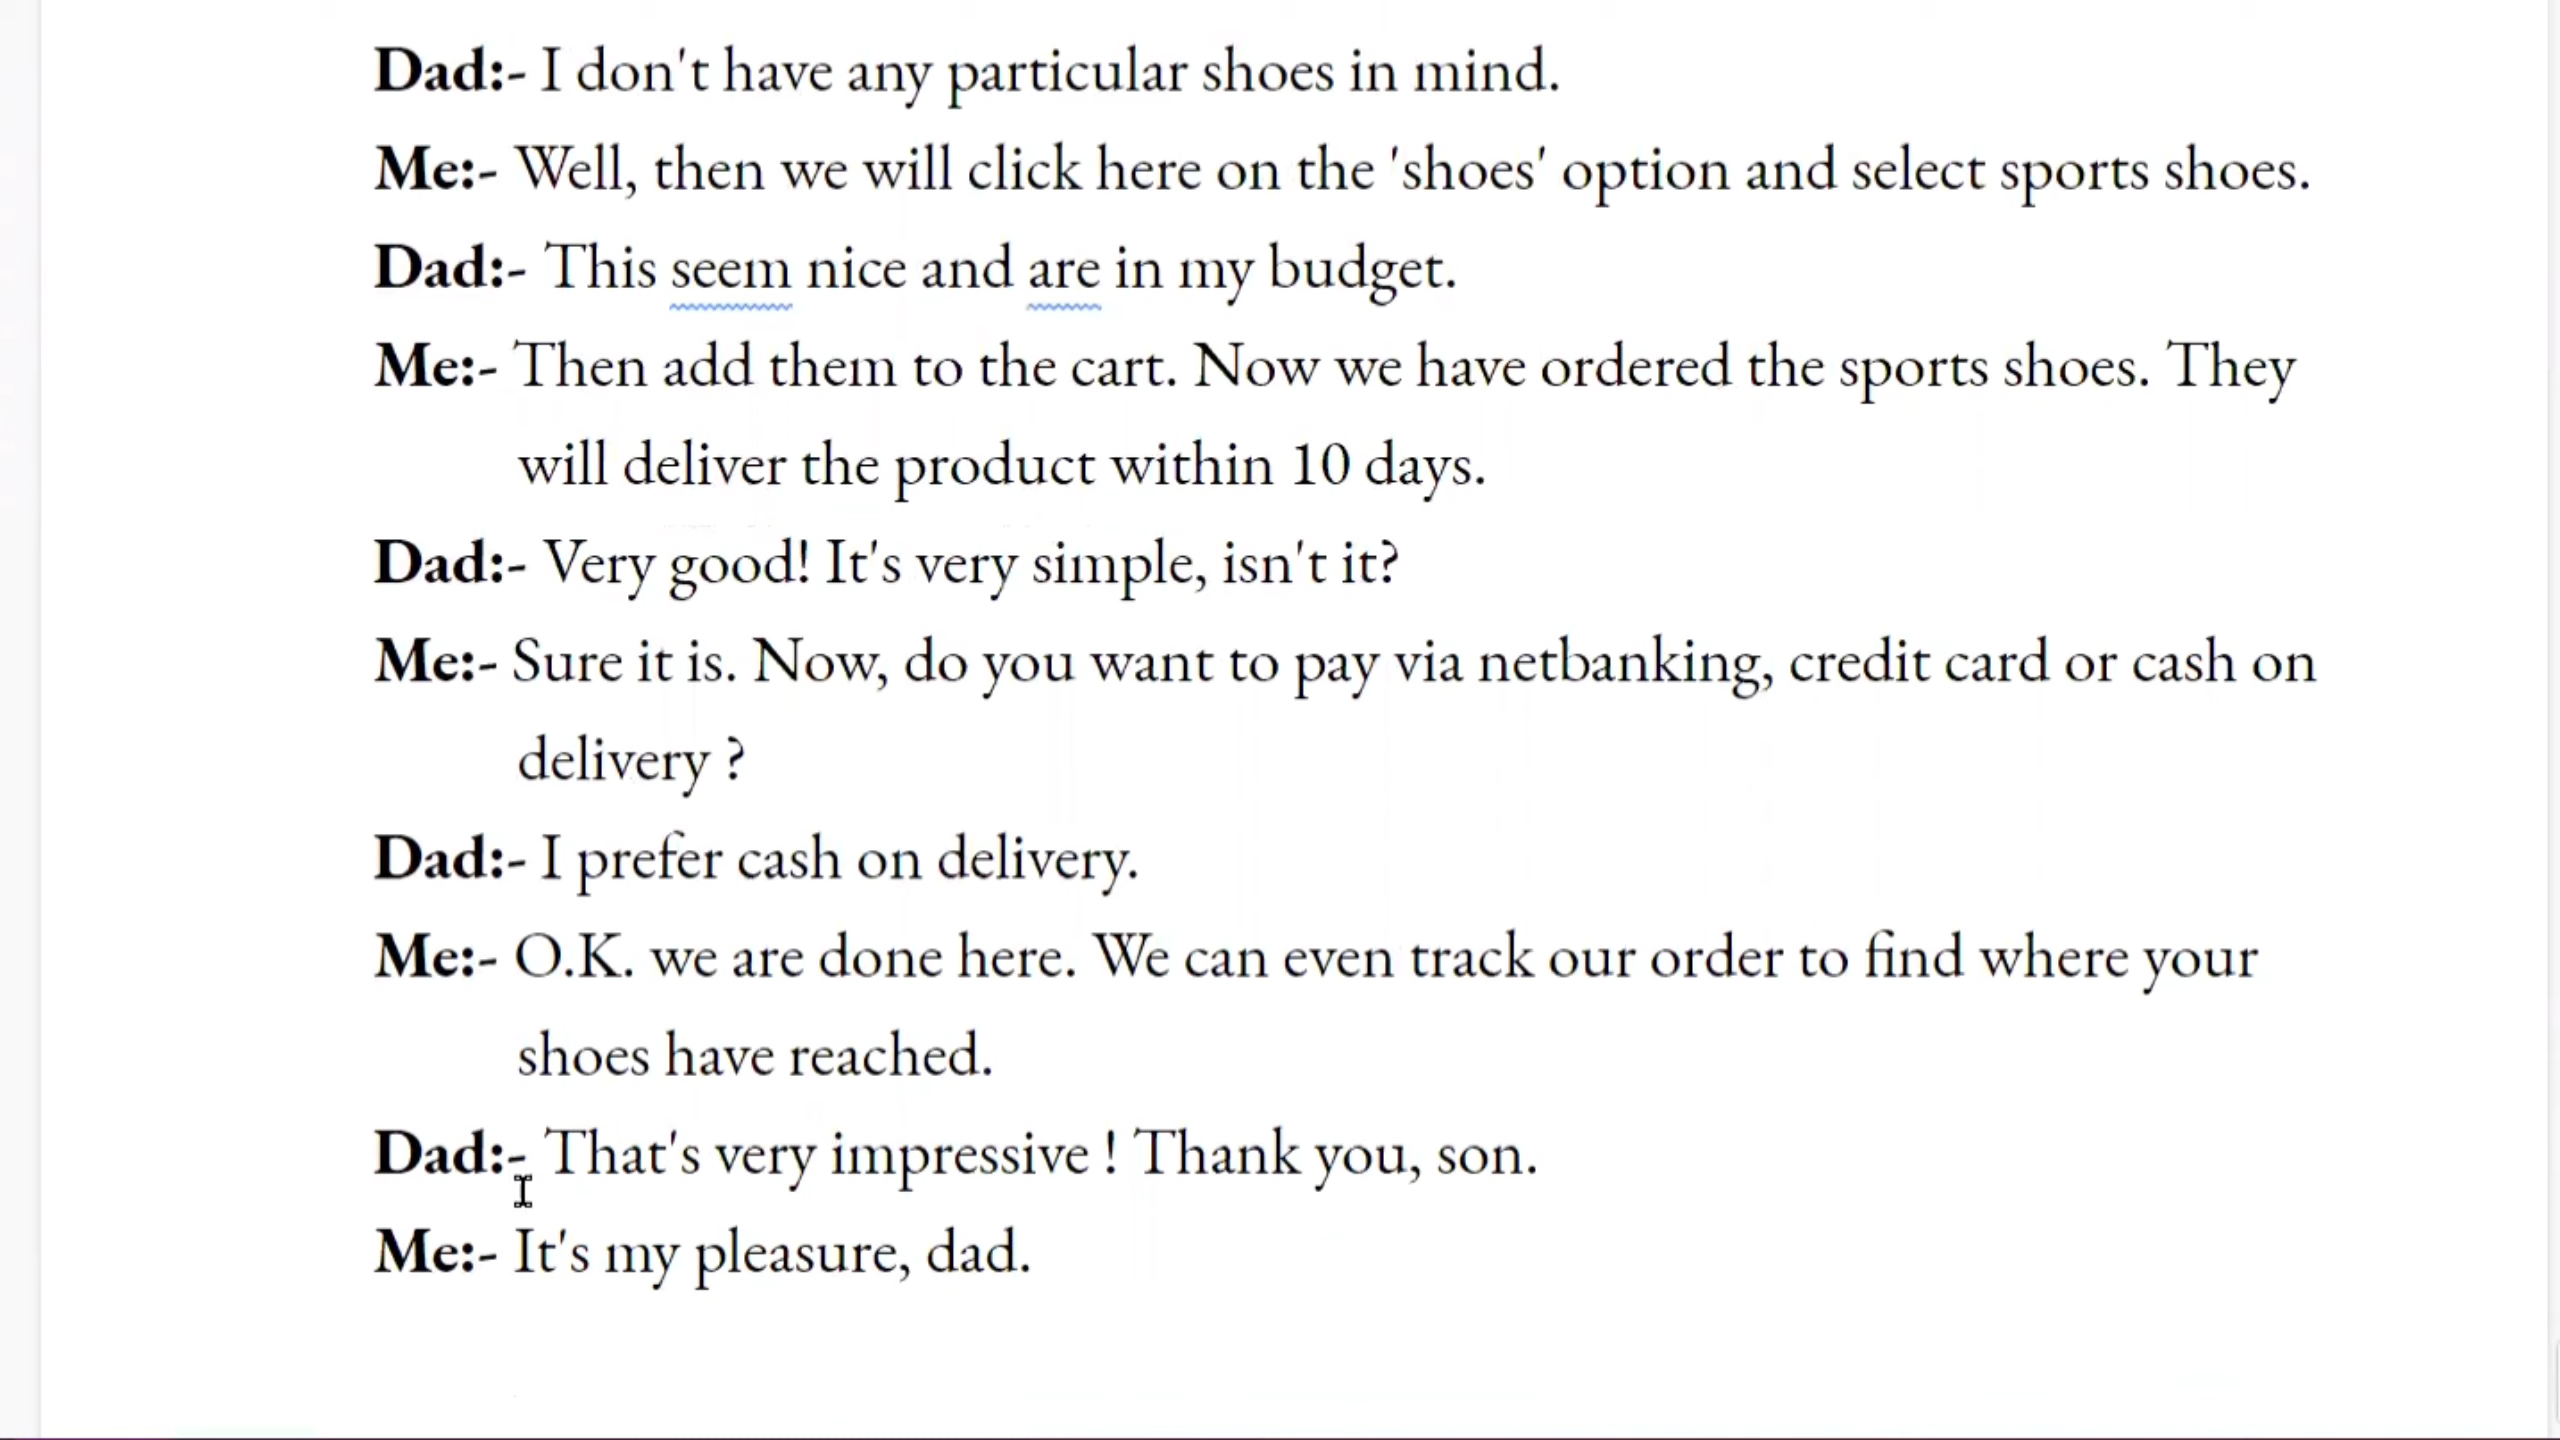 Dad:- I don't have any particular shoes in mind.
Me:- Well, then we will click here on the 'shoes' option and select sports shoes.
Dad:- This seem nice and are in my budget.
Me:- Then add them to the cart. Now we have ordered the sports shoes. They
will deliver the product within 10 days.
Dad:- Very good! It's very simple, isn't it?
Me:- Sure it is. Now, do you want to pay via netbanking, credit card or cash on
delivery ?
Dad:- I prefer cash on delivery.
Me:- O.K. we are done here. We can even track our order to find where your
shoes have reached.
Dad:- That's very impressive ! Thank you, son.
Me:- It's my pleasure, dad.